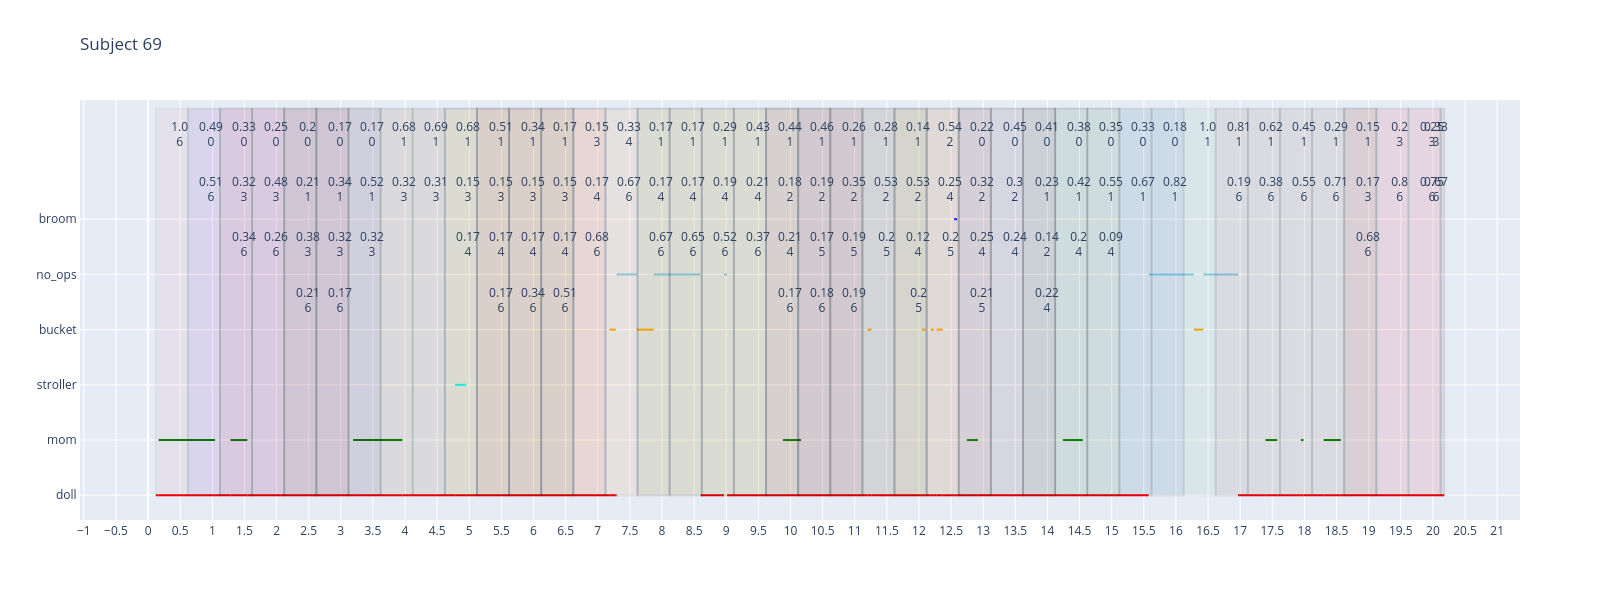 Subject 69
1.0 0.49 0.33 0.25 0.2 0.17 0.17 0.68 0.69 0.68 0.51 0.34 0.17 0.15 0.33 0.17 0.17 0.29 0.43 0.44 0.46 0.26 0.28 0.14 0.54 0.22 0.45 0.41 0.38 0.35 0.33 0.18 1.0 0.81 0.62 0.45 0.29 0.15 0.2
6 0 0 0 0 0 0 1 1 1 1 1 1 3 4 1 1 1 1 1 1 1 1 1 2 0 0 0 0 0 0 0 1 1 1 1 1 1 3
0.51 0.32 0.48 0.21 0.34 0.52 0.32 0.31 0.15 0.15 0.15 0.15 0.17 0.67 0.17 0.17 0.19 0.21 0.18 0.19 0.35 0.53 0.53 0.25 0.32 0.3 0.23 0.42 0.55 0.67 0.82 0.19 0.38 0.55 0.71 0.17 0.8
6 3 3 1 1 1 3 3 3 3 3 3 4 6 4 4 4 4 2 2 2 2 2 4 2 2 1 1 1 1 1 6 6 6 6 3 6
broom
0.34 0.26 0.38 0.32 0.32 0.17 0.17 0.17 0.17 0.68 0.67 0.65 0.52 0.37 0.21 0.17 0.19 0.2 0.12 0.2 0.25 0.24 0.14 0.2 0.09 0.68
6 6 3 3 3 4 4 4 4 6 6 6 6 6 4 5 5 5 4 5 4 4 2 4 4 6
no_ops
0.21 0.17 0.17 0.34 0.51 0.17 0.18 0.19 0.2 0.21 0.22
6 6 6 6 6 6 6 6 5 5 4
bucket
stroller
mom
doll
−1 −0.5 0 0.5 1 1.5 2 2.5 3 3.5 4 4.5 5 5.5 6 6.5 7 7.5 8 8.5 9 9.5 10 10.5 11 11.5 12 12.5 13 13.5 14 14.5 15 15.5 16 16.5 17 17.5 18 18.5 19 19.5 20 20.5 21